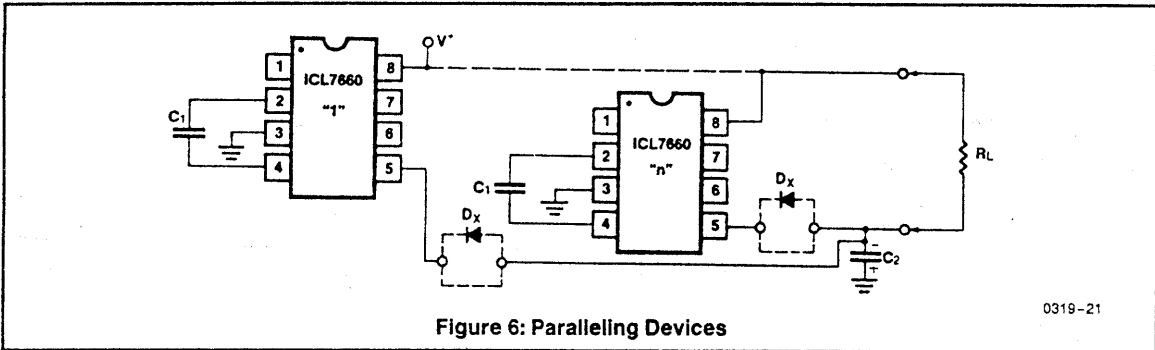 V+
1
2
3
4
ICL7660
"1"
8
7
6
5
C1
DX
1
2
3
4
ICL7660
"n"
8
7
6
5
C1
DX
RL
-
C2
+
0319-21
Figure 6: Paralleling Devices